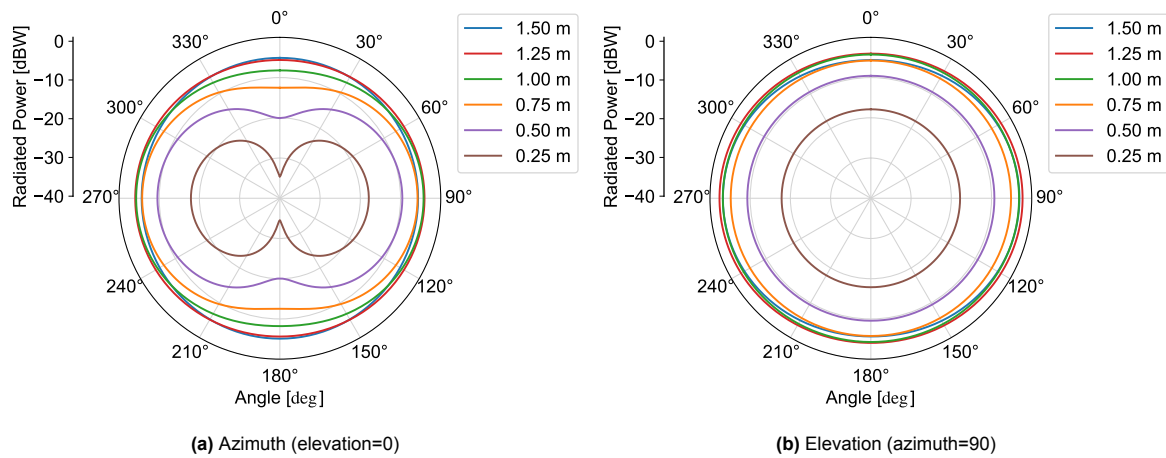 0°
30°
60°
90°
120°
150°
180°
210°
240°
270°
300°
330°
0
−10
−20
−30
−40
Radiated Power [dBW]
Angle [deg]
1.50 m
1.25 m
1.00 m
0.75 m
0.50 m
0.25 m
(a) Azimuth (elevation=0)
0°
30°
60°
90°
120°
150°
180°
210°
240°
270°
300°
330°
0
−10
−20
−30
−40
Radiated Power [dBW]
Angle [deg]
1.50 m
1.25 m
1.00 m
0.75 m
0.50 m
0.25 m
(b) Elevation (azimuth=90)